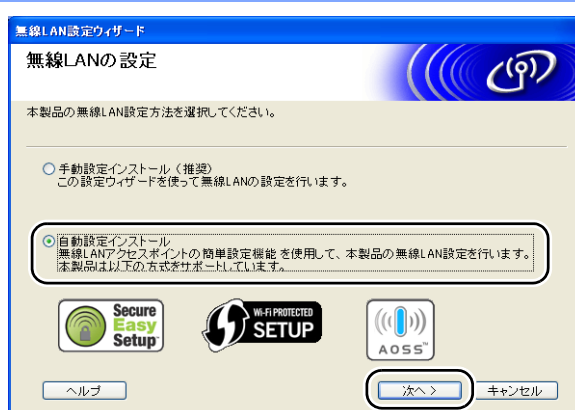 無線LAN設定ウィザード
無線LANの設定
本製品の無線LAN設定方法を選択してください。
手動設定インストール（推奨）
この設定ウィザードを使って無線LANの設定を行います。
自動設定インストール
無線LANアクセスポイントの簡単設定機能を使用して、本製品の無線LAN設定を行います。
本製品は以下の方式をサポートしています。
Secure
Easy
Setup
Wi-Fi PROTECTED
SETUP
AOSS™
ヘルプ
次へ >
キャンセル